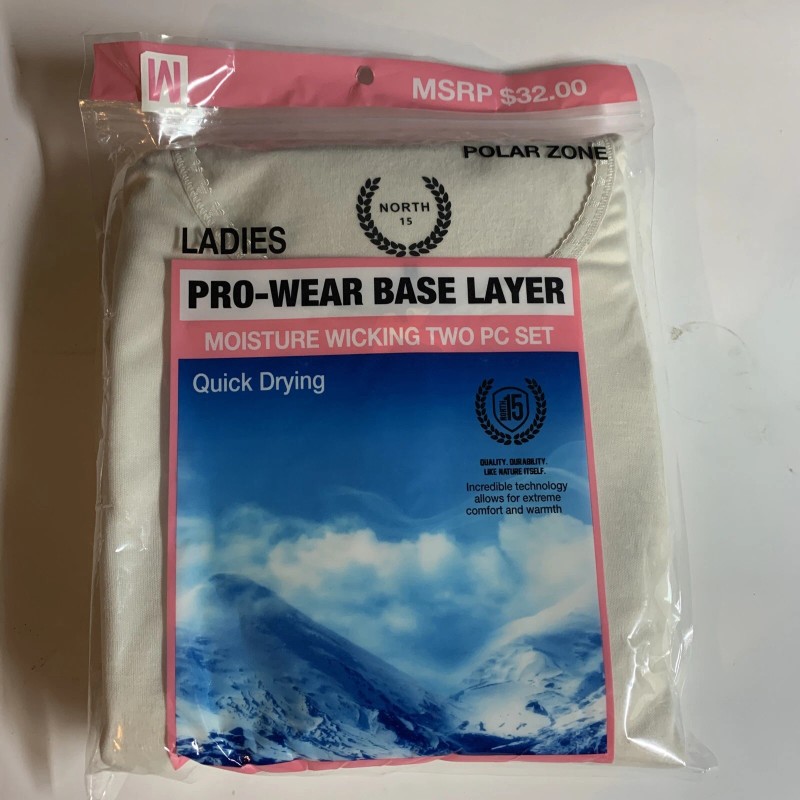 M
MSRP $32.00
POLAR ZONE
NORTH
15
LADIES
PRO-WEAR BASE LAYER
MOISTURE WICKING TWO PC SET
Quick Drying
NORTH 15
QUALITY. DURABILITY.
LIKE NATURE ITSELF.
Incredible technology
allows for extreme
comfort and warmth